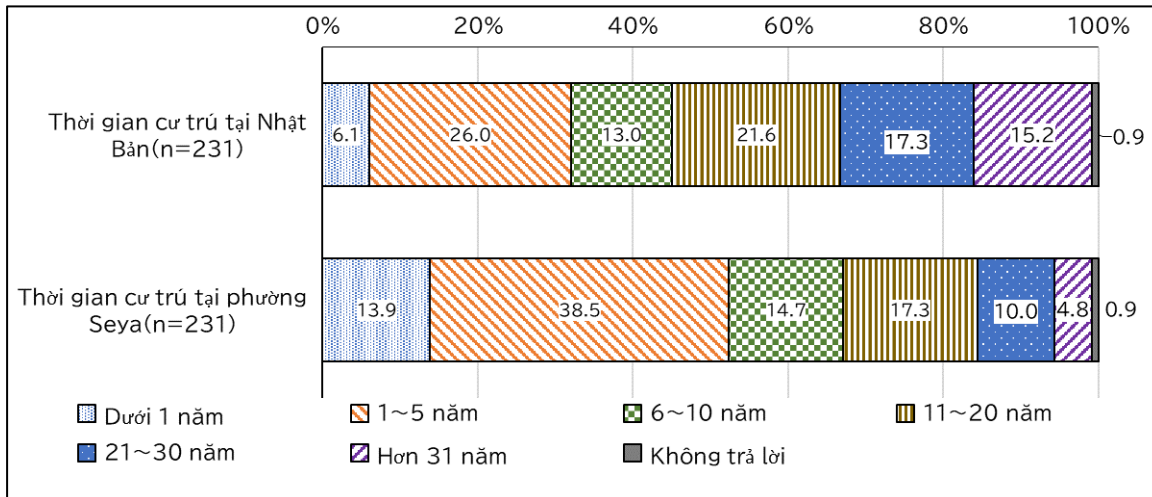 0% 20% 40% 60% 80% 100%
Thời gian cư trú tại Nhật
Bản(n=231)
6.1 26.0 13.0 21.6 17.3 15.2 0.9
Thời gian cư trú tại phường
Seya(n=231)
13.9 38.5 14.7 17.3 10.0 4.8 0.9
Dưới 1 năm 1~5 năm 6~10 năm 11~20 năm
21~30 năm Hơn 31 năm Không trả lời